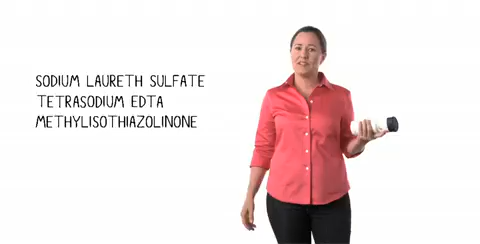 SODIUM LAURETH SULFATE
TETRASODIUM EDTA
METHYLISOTHIAZOLINONE